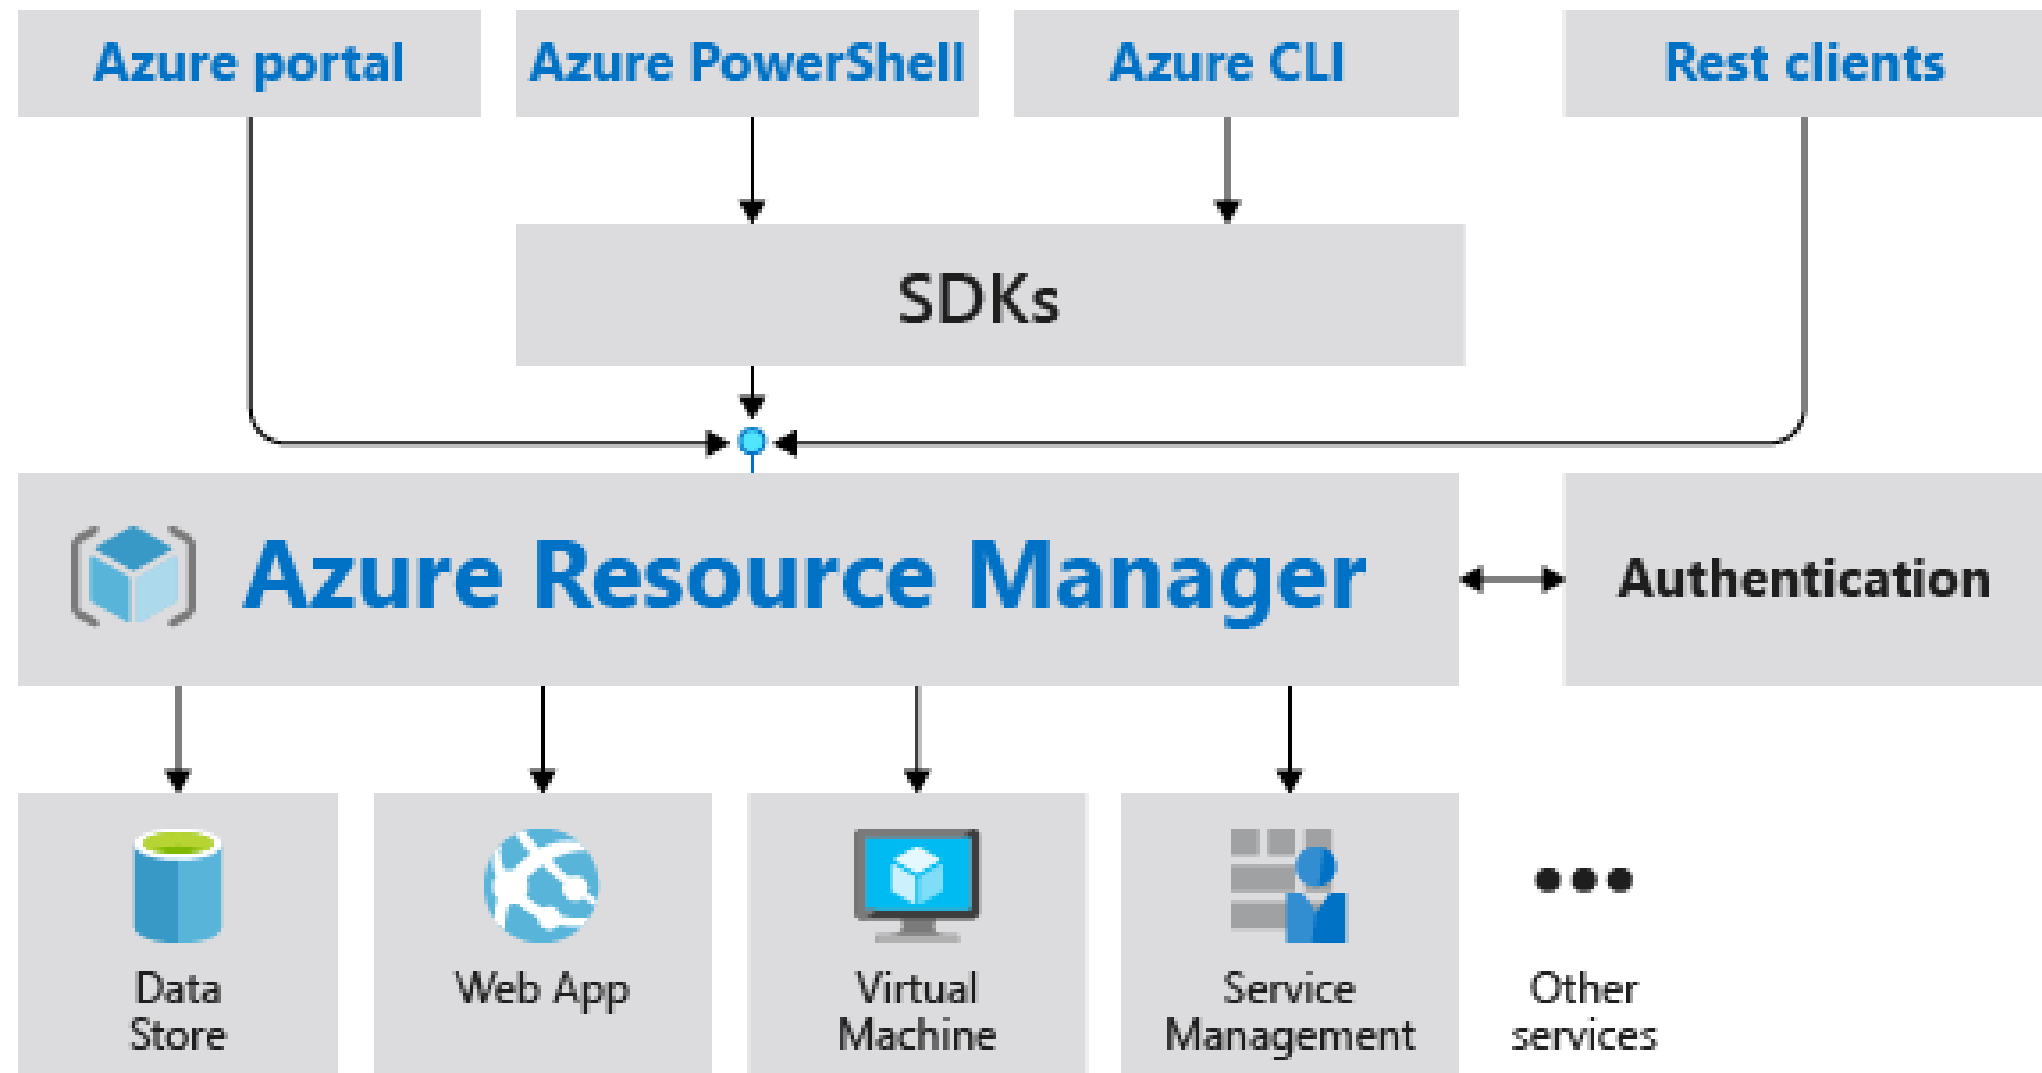 Azure portal
Azure PowerShell
Azure CLI
Rest clients
SDKs
Azure Resource Manager
Authentication
Data
Store
Web App
Virtual
Machine
Service
Management
Other
services